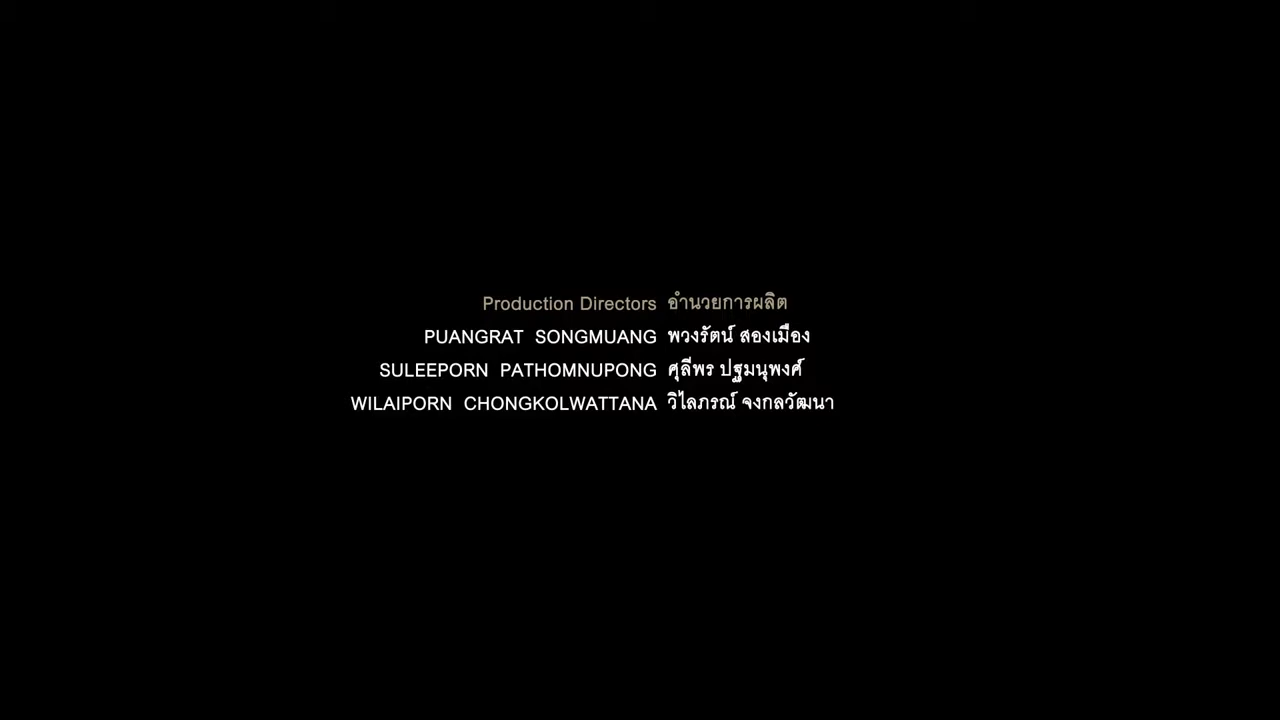 Production Directors อำนวยการผลิต
PUANGRAT SONGMUANG พวงรัตน์ สองเมือง
SULEEPORN PATHOMNUPONG ศุลีพร ปฐมนุพงศ์
WILAIPORN CHONGKOLWATTANA วิไลภรณ์ จงกลวัฒนา